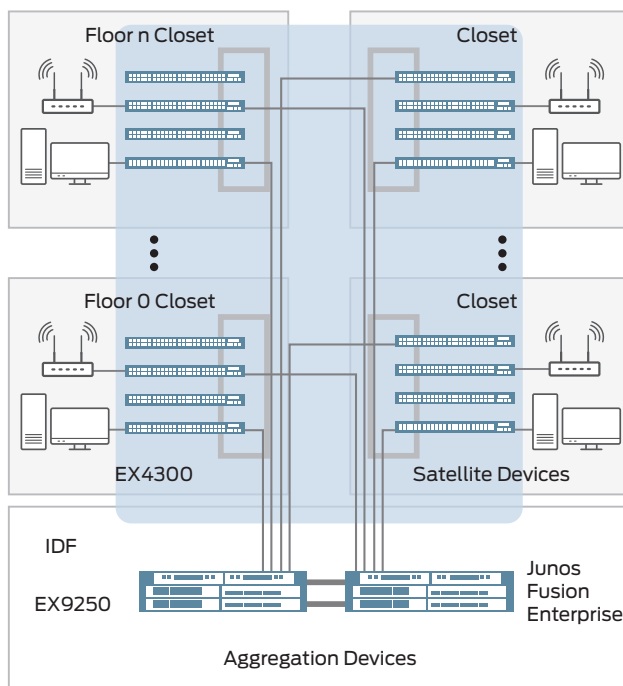 Floor n Closet
Closet
Floor 0 Closet
Closet
EX4300
Satellite Devices
IDF
EX9250
Junos
Fusion
Enterprise
Aggregation Devices